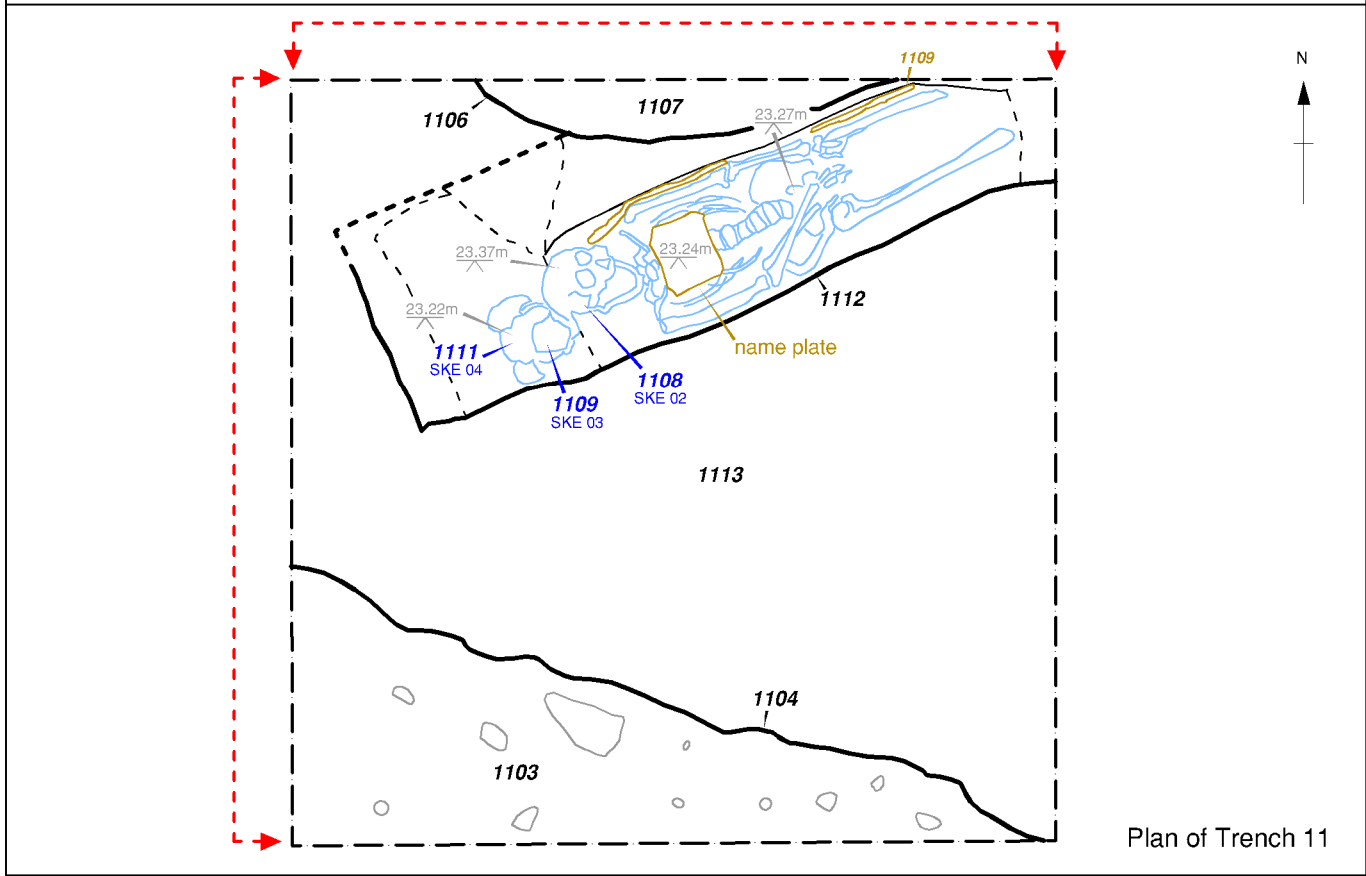 N
1109
1107
1106
23.27m
23.37m
23.24m
23.22m
1112
1111
SKE 04
name plate
1108
SKE 02
1109
SKE 03
1113
1104
1103
Plan of Trench 11